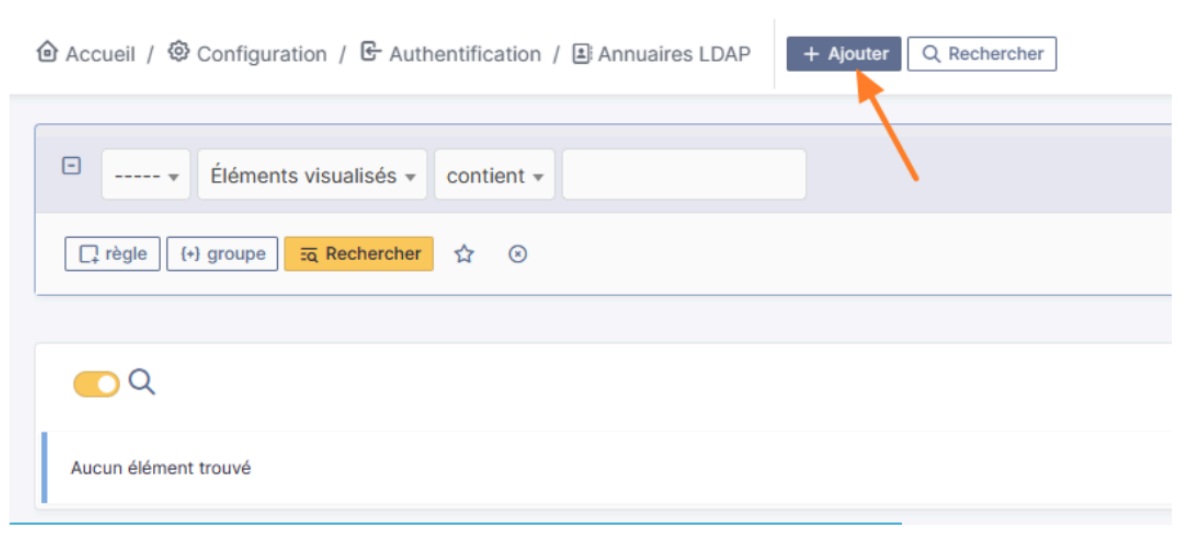 Accueil / Configuration / Authentification / Annuaires LDAP + Ajouter Rechercher
----- Éléments visualisés contient
règle {+} groupe Rechercher
Aucun élément trouvé